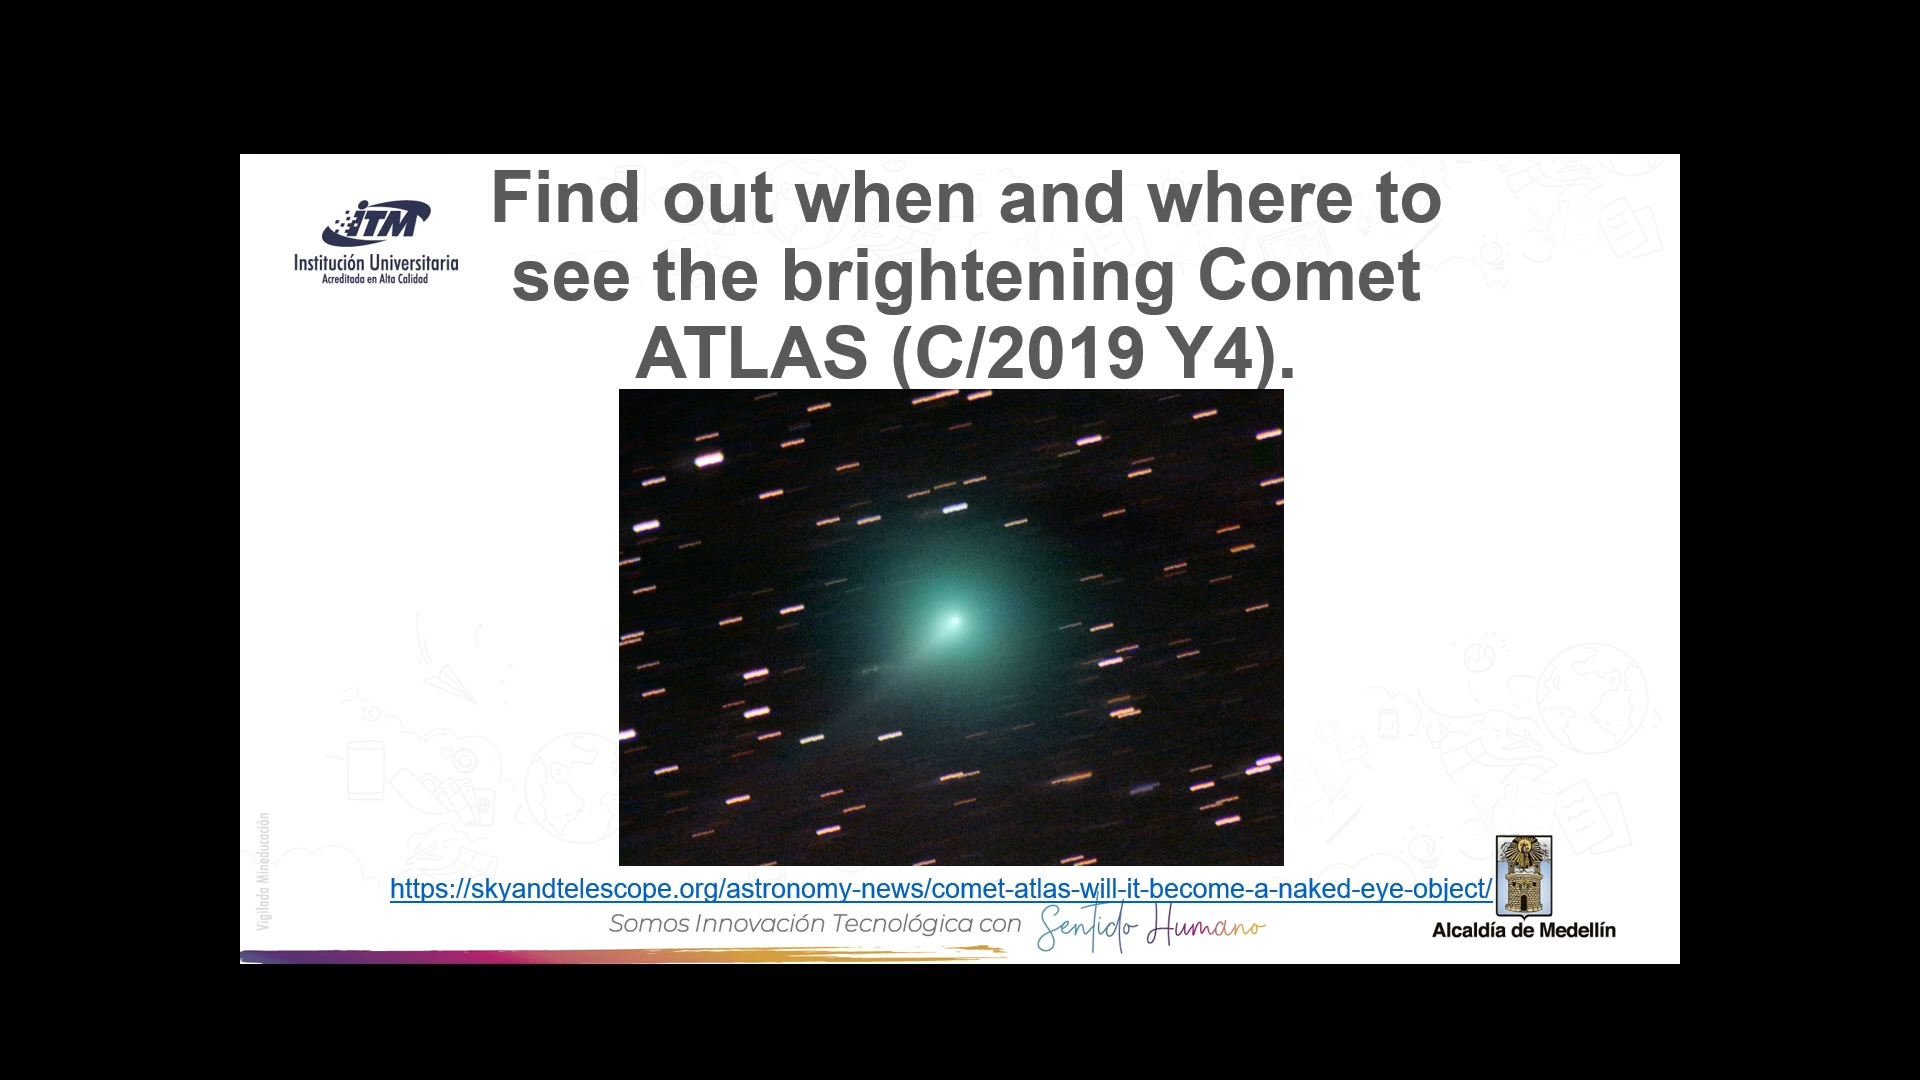 iTM
Institución Universitaria
Acreditada en Alta Calidad
Find out when and where to
see the brightening Comet
ATLAS (C/2019 Y4).
https://skyandtelescope.org/astronomy-news/comet-atlas-will-it-become-a-naked-eye-object/
Somos Innovación Tecnológica con Sentido Humano
Alcaldía de Medellín
Vigilada Mineducación